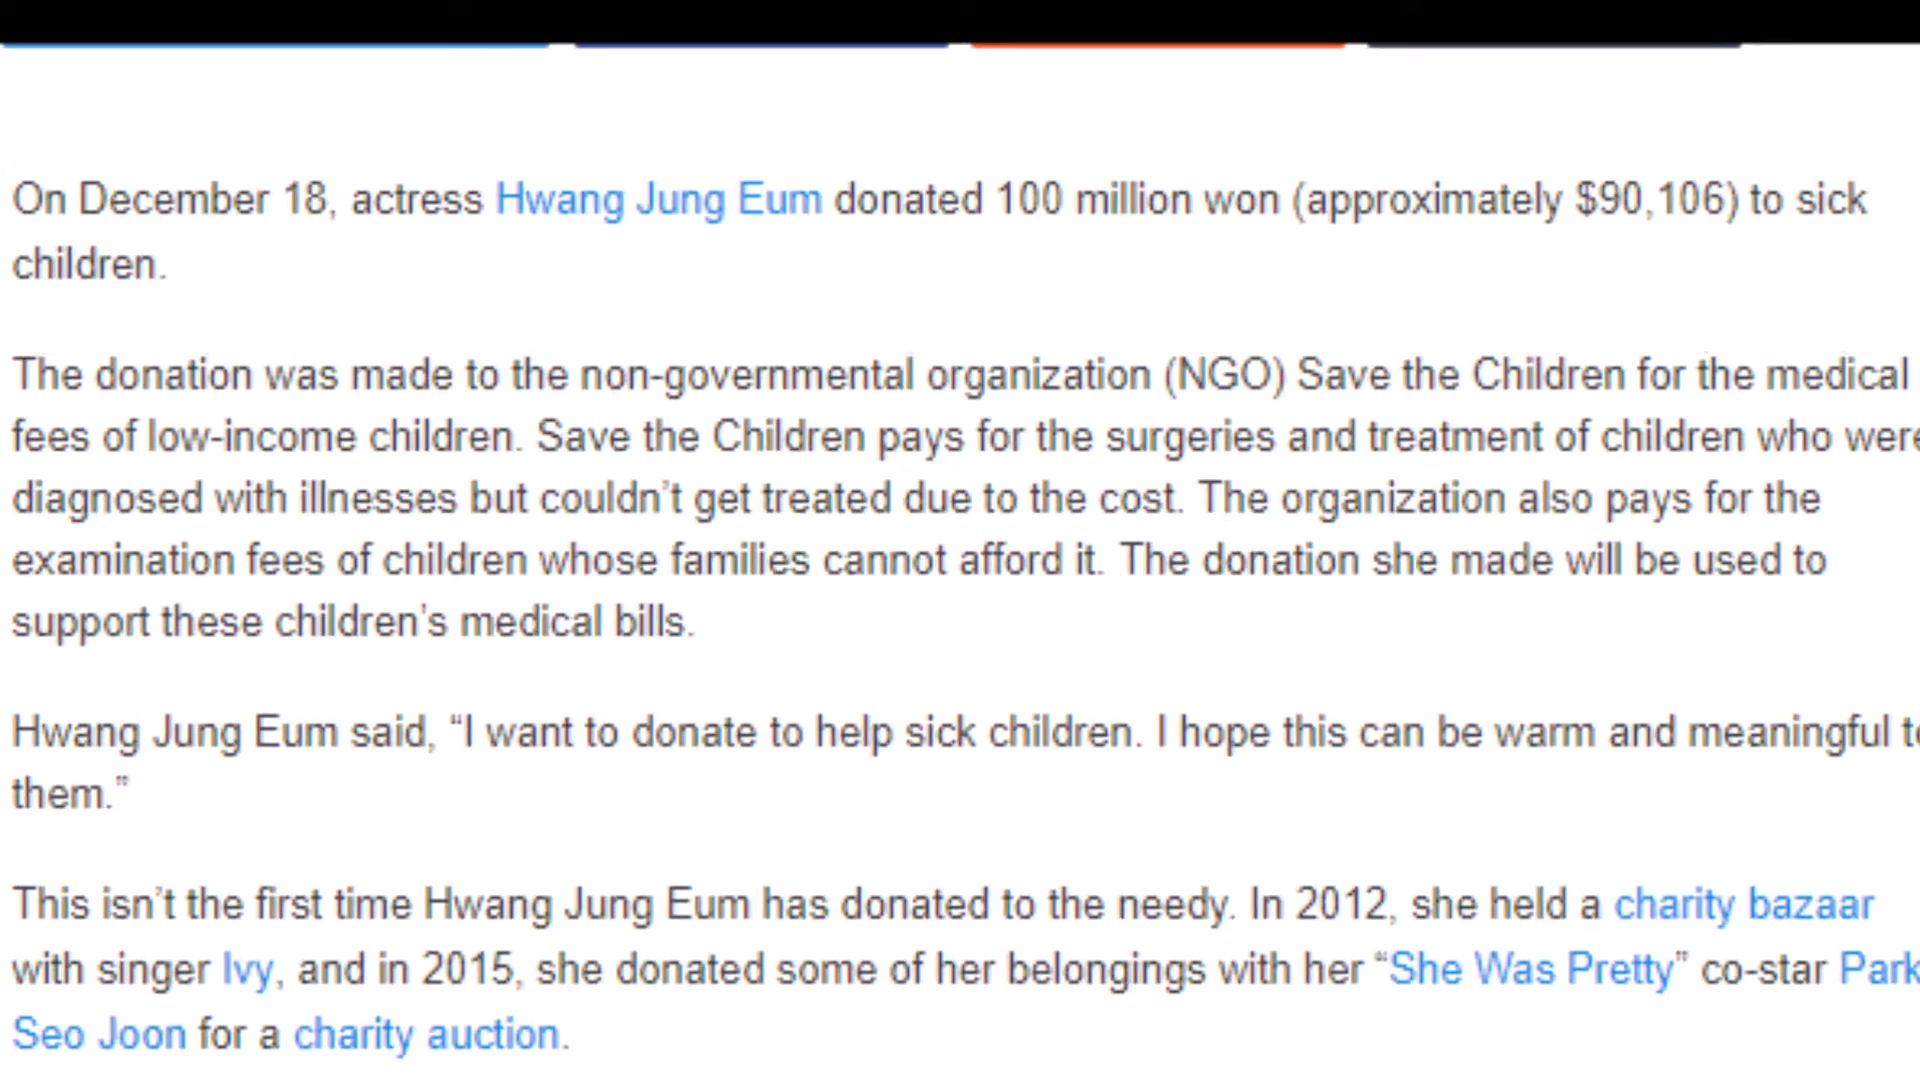 On December 18, actress Hwang Jung Eum donated 100 million won (approximately $90,106) to sick
children.
The donation was made to the non-governmental organization (NGO) Save the Children for the medical
fees of low-income children. Save the Children pays for the surgeries and treatment of children who were
diagnosed with illnesses but couldn’t get treated due to the cost. The organization also pays for the
examination fees of children whose families cannot afford it. The donation she made will be used to
support these children’s medical bills.
Hwang Jung Eum said, “I want to donate to help sick children. I hope this can be warm and meaningful to
them.”
This isn’t the first time Hwang Jung Eum has donated to the needy. In 2012, she held a charity bazaar
with singer Ivy, and in 2015, she donated some of her belongings with her “She Was Pretty” co-star Park
Seo Joon for a charity auction.